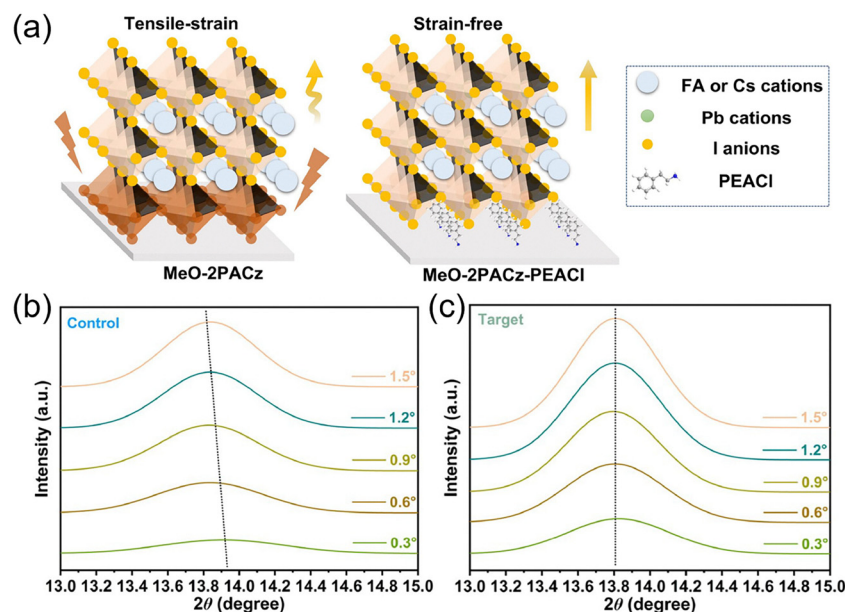 (a)
Tensile-strain
Strain-free
MeO-2PACz
MeO-2PACz-PEACl
FA or Cs cations
Pb cations
I anions
PEACl
(b)
Control
1.5°
1.2°
0.9°
0.6°
0.3°
Intensity (a.u.)
13.0 13.2 13.4 13.6 13.8 14.0 14.2 14.4 14.6 14.8 15.0
2θ (degree)
(c)
Target
1.5°
1.2°
0.9°
0.6°
0.3°
Intensity (a.u.)
13.0 13.2 13.4 13.6 13.8 14.0 14.2 14.4 14.6 14.8 15.0
2θ (degree)